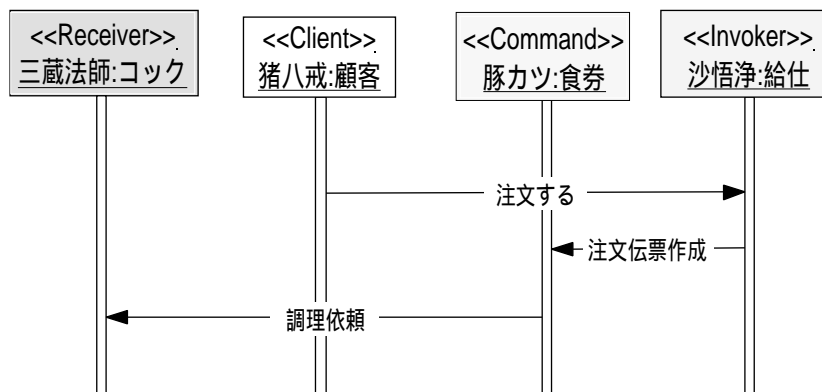 <<Receiver>>
三蔵法師:コック
<<Client>>
猪八戒:顧客
<<Command>>
豚カツ:食券
<<Invoker>>
沙悟浄:給仕
注文する
注文伝票作成
調理依頼